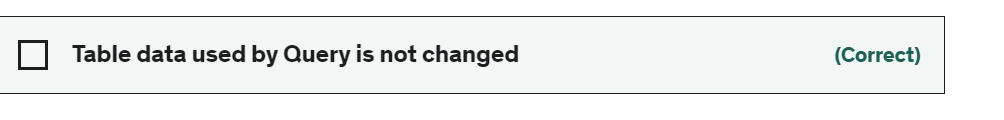 Table data used by Query is not changed (Correct)